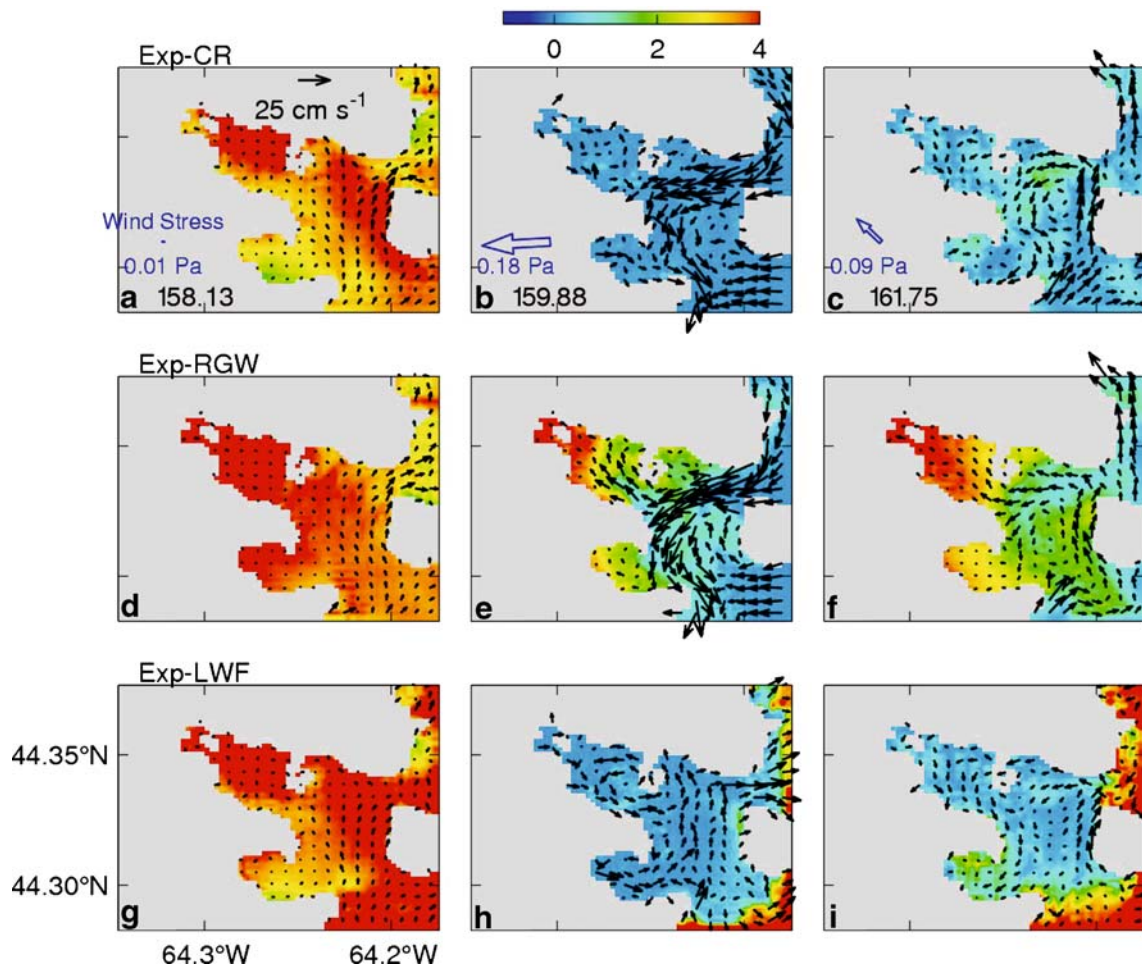 0 2 4
Exp-CR
25 cm s-1
Wind Stress
0.01 Pa
0.18 Pa
0.09 Pa
a 158.13
b 159.88
c 161.75
Exp-RGW
d
e
f
Exp-LWF
44.35°N
44.30°N
g
h
i
64.3°W 64.2°W